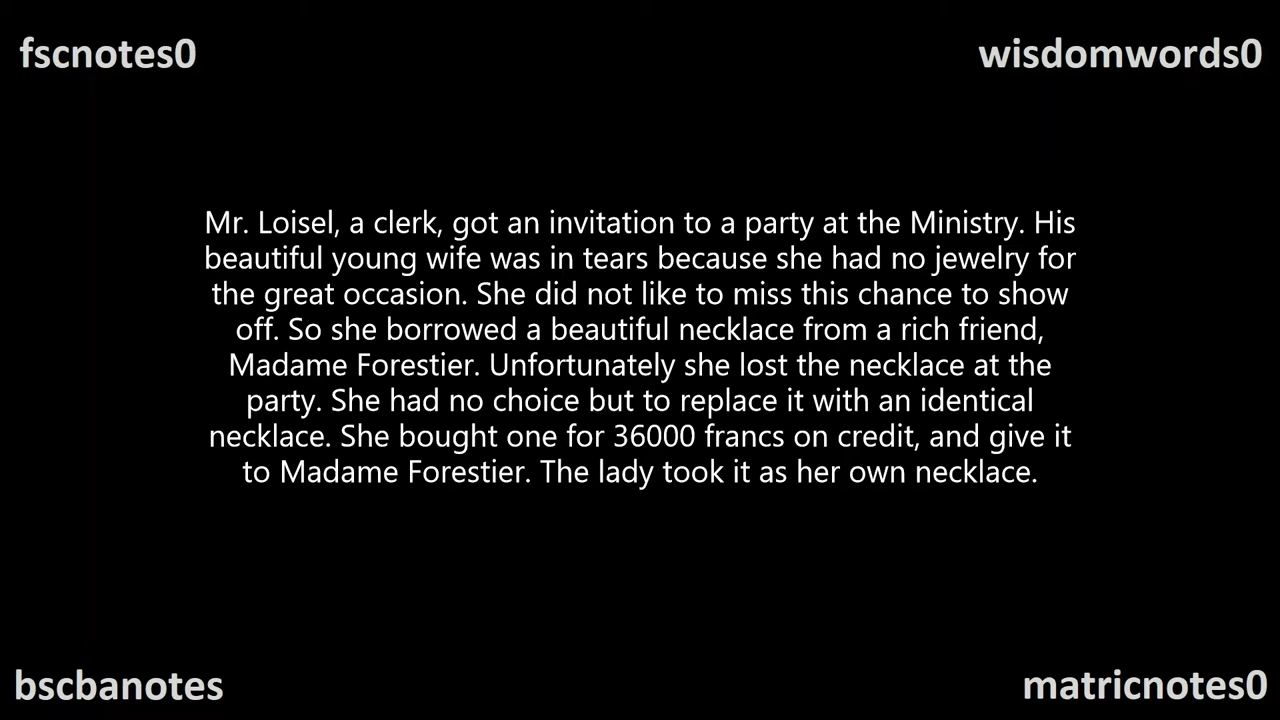 fscnotes0
wisdomwords0
Mr. Loisel, a clerk, got an invitation to a party at the Ministry. His
beautiful young wife was in tears because she had no jewelry for
the great occasion. She did not like to miss this chance to show
off. So she borrowed a beautiful necklace from a rich friend,
Madame Forestier. Unfortunately she lost the necklace at the
party. She had no choice but to replace it with an identical
necklace. She bought one for 36000 francs on credit, and give it
to Madame Forestier. The lady took it as her own necklace.
bscbanotes
matricnotes0